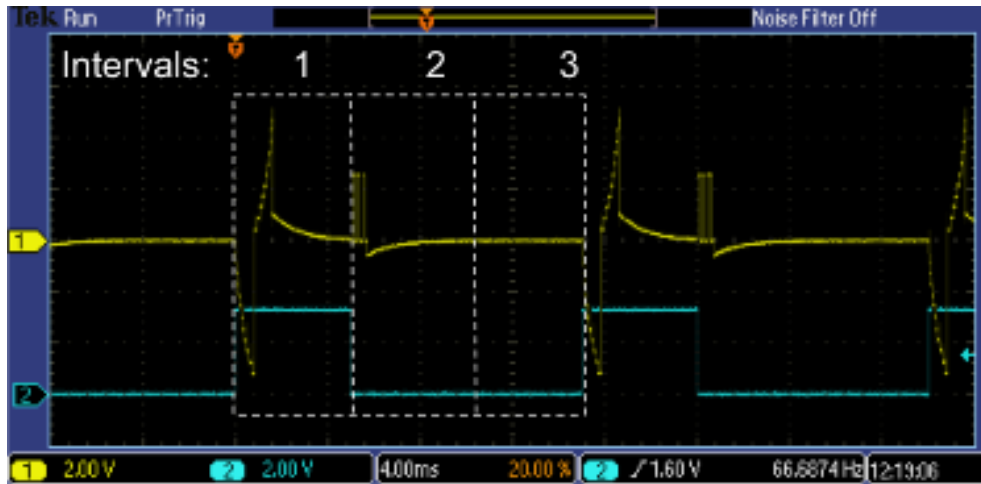 Tek Run PrTrig Noise Filter Off
Intervals: 1 2 3
1
2
1 2.00 V 2 2.00 V 4.00ms 20.00 % 2 / 1.60 V 66.6874 Hz 12:19:06